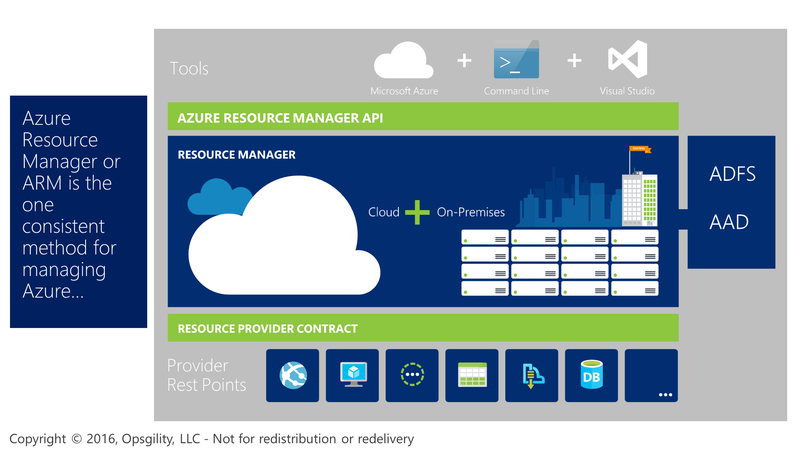 Tools
Microsoft Azure
Command Line
Visual Studio
Azure
Resource
Manager or
ARM is the
one
consistent
method for
managing
Azure...
AZURE RESOURCE MANAGER API
RESOURCE MANAGER
Cloud + On-Premises
ADFS
AAD
RESOURCE PROVIDER CONTRACT
Provider
Rest Points
DB
Copyright © 2016, Opsgility, LLC - Not for redistribution or redelivery